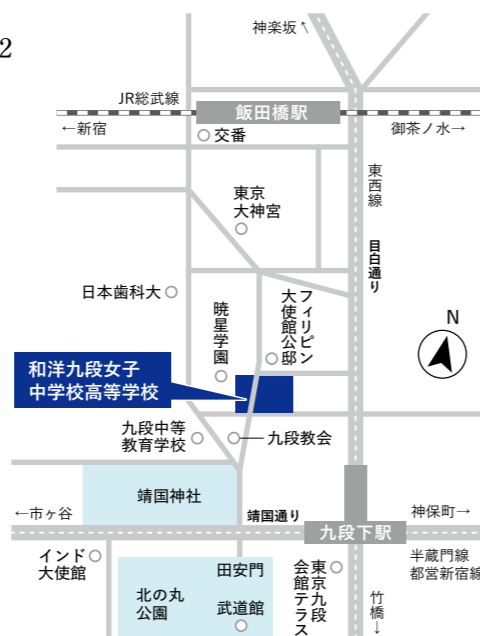 神楽坂↖
2
JR総武線
飯田橋駅
←新宿
御茶ノ水→
交番
東西線
東京
大神宮
目白通り
日本歯科大
フィリピン
大使館公邸
暁星学園
N
和洋九段女子
中学校高等学校
九段中等
教育学校
九段教会
靖国神社
←市ヶ谷
靖国通り
神保町→
九段下駅
インド
大使館
田安門
東京九段
会館テラス
半蔵門線
都営新宿線
北の丸
公園
武道館
竹橋↓